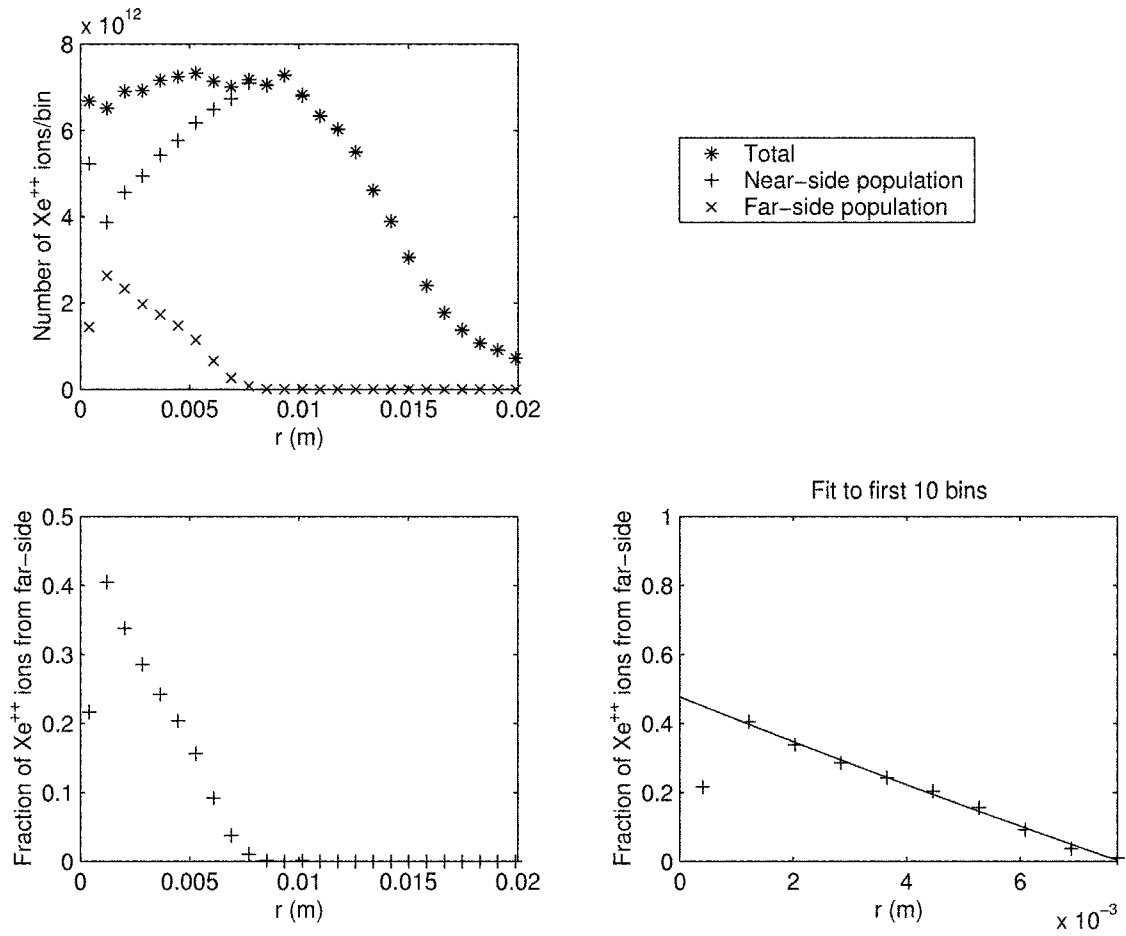 x 10^12
8
6
4
2
0
Number of Xe^++ ions/bin
0 0.005 0.01 0.015 0.02
r (m)
Total
Near-side population
Far-side population
0.5
0.4
0.3
0.2
0.1
0
Fraction of Xe^++ ions from far-side
0 0.005 0.01 0.015 0.02
r (m)
Fit to first 10 bins
1
0.8
0.6
0.4
0.2
0
Fraction of Xe^++ ions from far-side
0 2 4 6
r (m)
x 10^-3